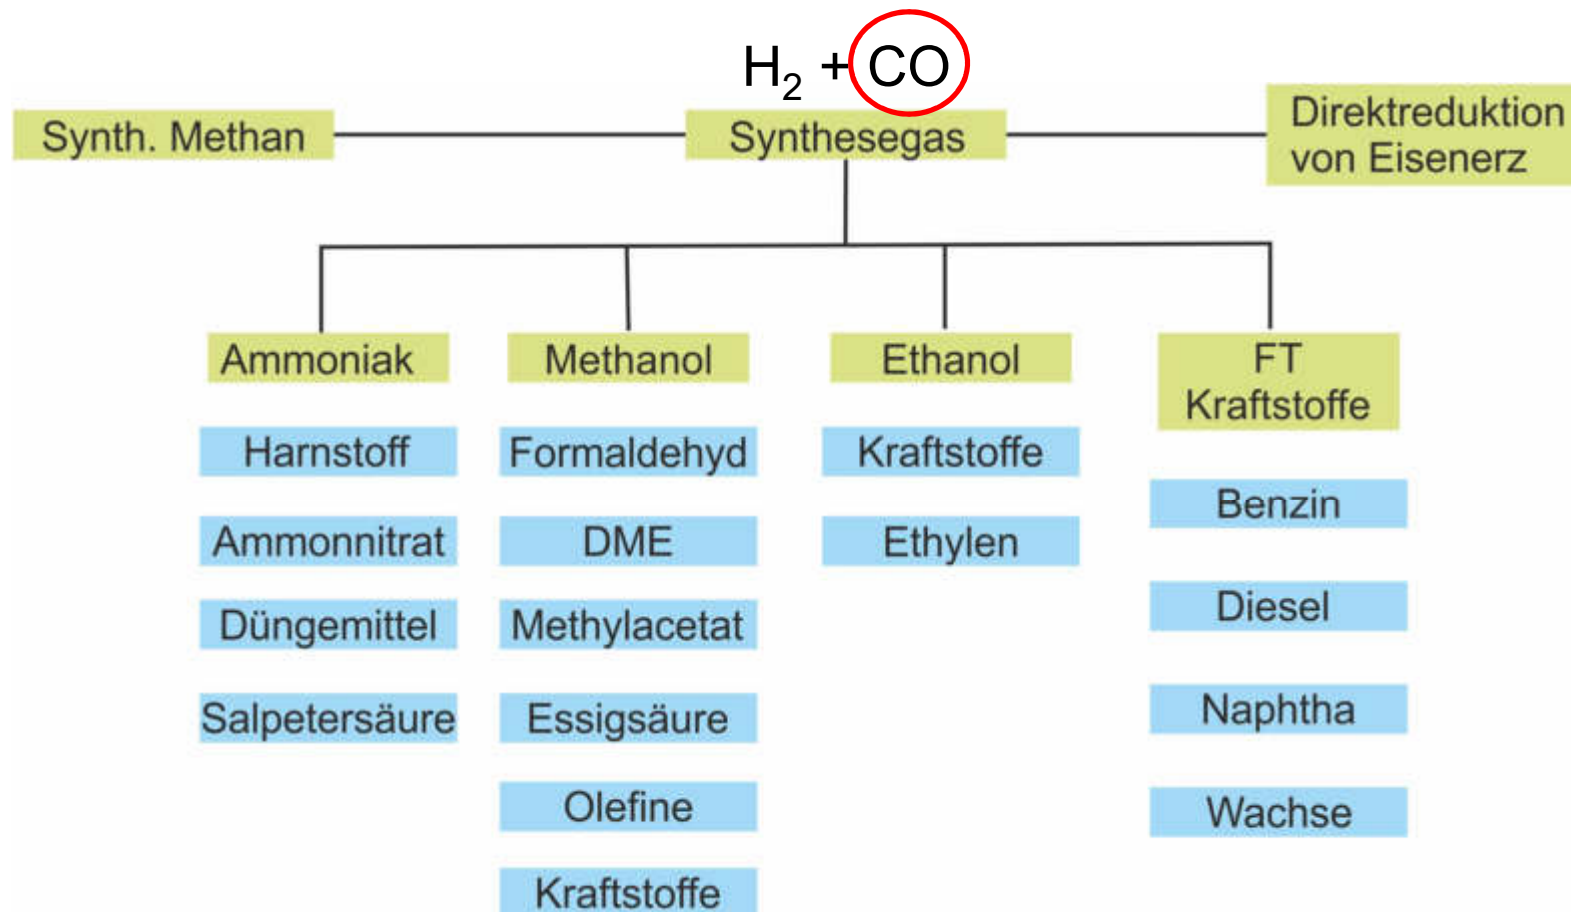 H₂ + CO
Synth. Methan
Synthesegas
Direktreduktion
von Eisenerz
Ammoniak
Methanol
Ethanol
FT
Kraftstoffe
Harnstoff
Ammonnitrat
Düngemittel
Salpetersäure
Formaldehyd
DME
Methylacetat
Essigsäure
Olefine
Kraftstoffe
Kraftstoffe
Ethylen
Benzin
Diesel
Naphtha
Wachse